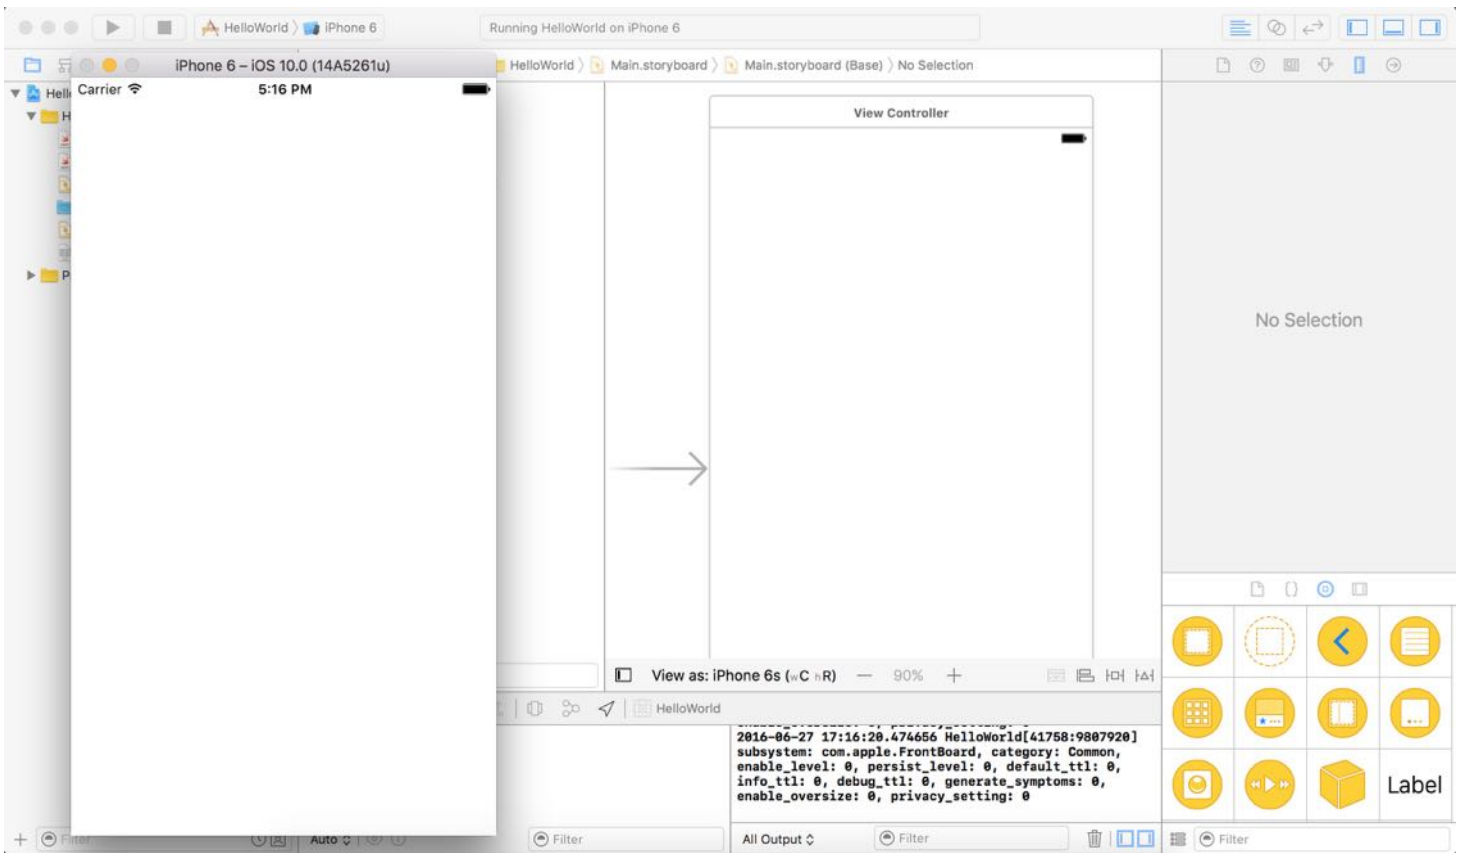 HelloWorld 〉 iPhone 6
Running HelloWorld on iPhone 6
iPhone 6 – iOS 10.0 (14A5261u)
HelloWorld 〉 Main.storyboard 〉 Main.storyboard (Base) 〉 No Selection
Carrier 5:16 PM
Hell
H
P
View Controller
No Selection
View as: iPhone 6s (wC hR) — 90% +
HelloWorld
2016-06-27 17:16:20.474656 HelloWorld[41758:9807920]
subsystem: com.apple.FrontBoard, category: Common,
enable_level: 0, persist_level: 0, default_ttl: 0,
info_ttl: 0, debug_ttl: 0, generate_symptoms: 0,
enable_oversize: 0, privacy_setting: 0
Label
Filter
Auto
Filter
All Output
Filter
Filter